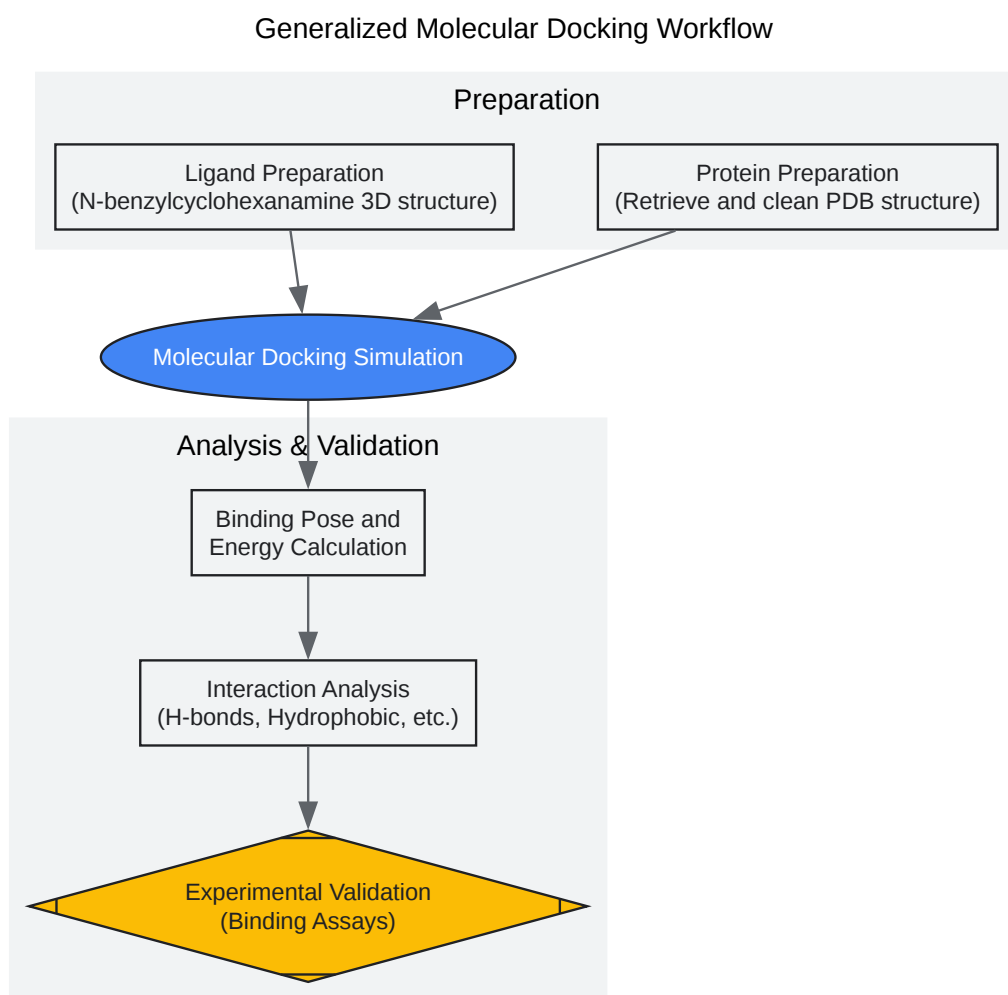 Generalized Molecular Docking Workflow
Preparation
Ligand Preparation
(N-benzylcyclohexanamine 3D structure)
Protein Preparation
(Retrieve and clean PDB structure)
Molecular Docking Simulation
Analysis & Validation
Binding Pose and
Energy Calculation
Interaction Analysis
(H-bonds, Hydrophobic, etc.)
Experimental Validation
(Binding Assays)